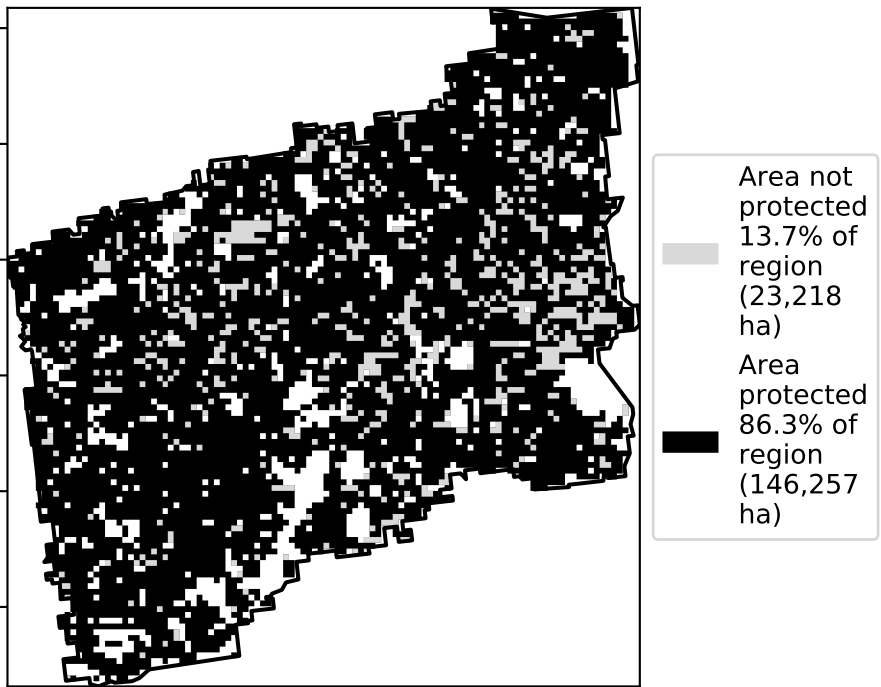 Area not
protected
13.7% of
region
(23,218
ha)
Area
protected
86.3% of
region
(146,257
ha)